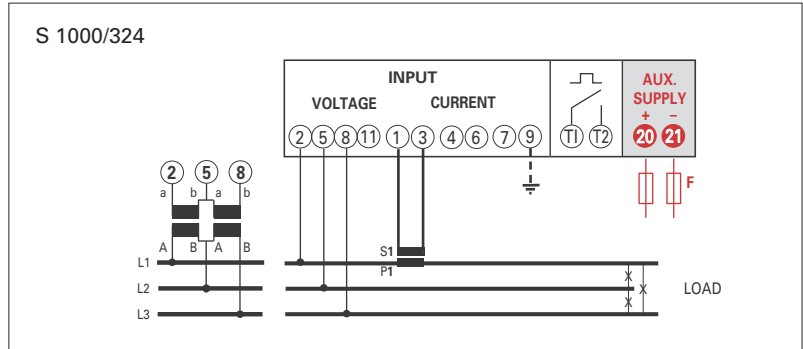 S 1000/324
INPUT
VOLTAGE CURRENT
AUX.
SUPPLY
+ −
2 5 8 11 1 3 4 6 7 9 T1 T2 20 21
F
2 5 8
a b a b
A B A B
S1
P1
L1
L2
L3
x
x x
x
LOAD